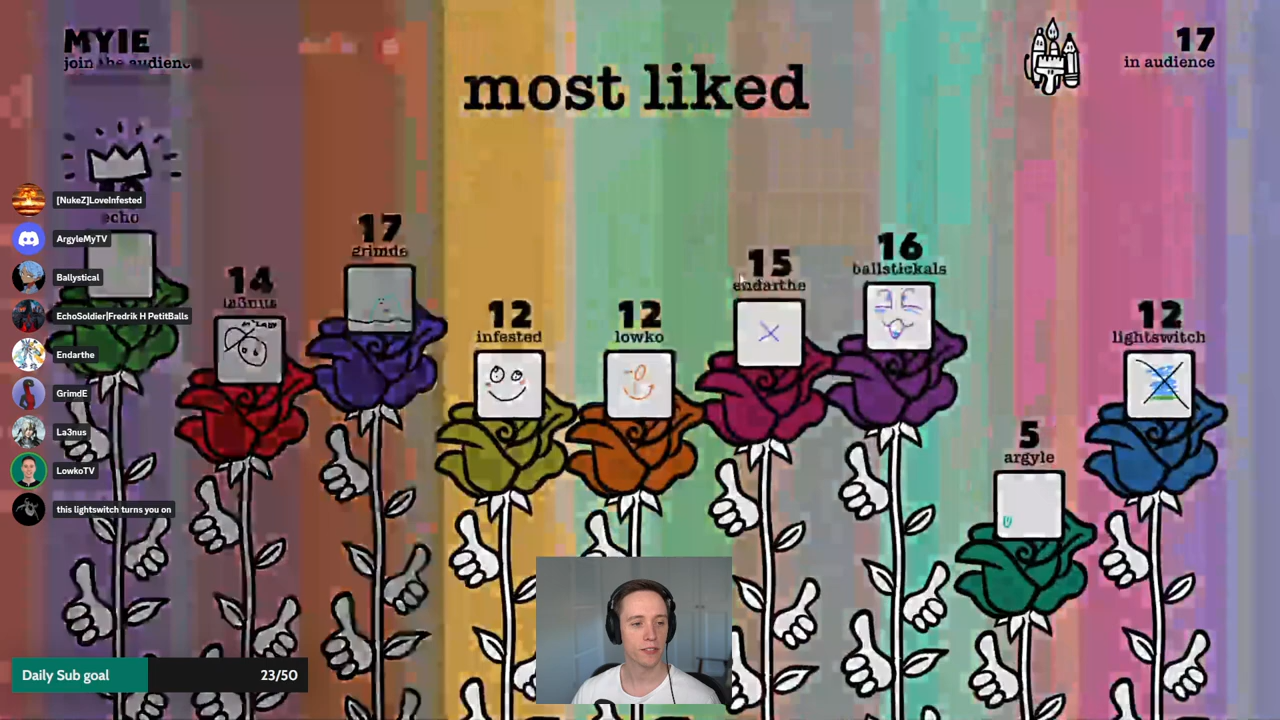 MYIE
join the audience
17
in audience
most liked
echo
14
la3nus
17
grimde
12
infested
12
lowko
15
endarthe
16
ballstickals
5
argyle
12
lightswitch
[NukeZ]LoveInfested
ArgyleMyTV
Ballystical
EchoSoldier|Fredrik H PetitBalls
Endarthe
GrimdE
La3nus
LowkoTV
this lightswitch turns you on
Daily Sub goal
23/50